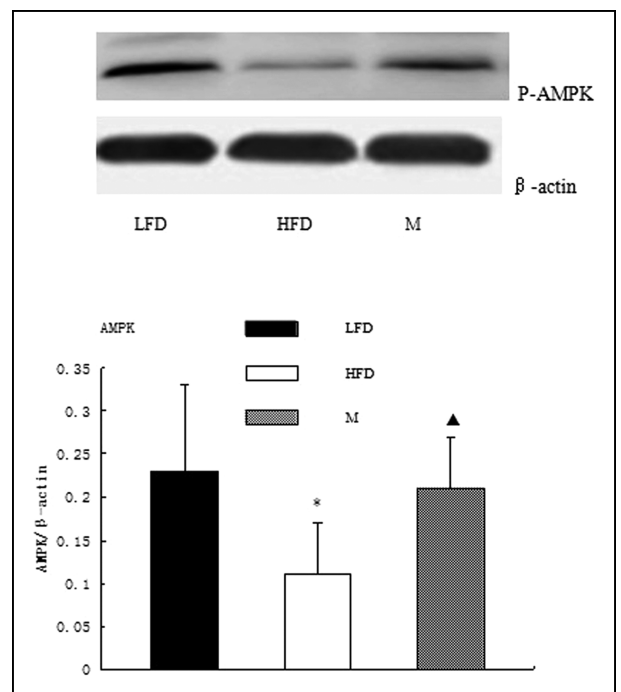 P-AMPK
β-actin
LFD HFD M
AMPK
LFD
HFD
M
0.35
0.3
0.25
0.2
0.15
0.1
0.05
0
AMPK/β-actin
*
▲